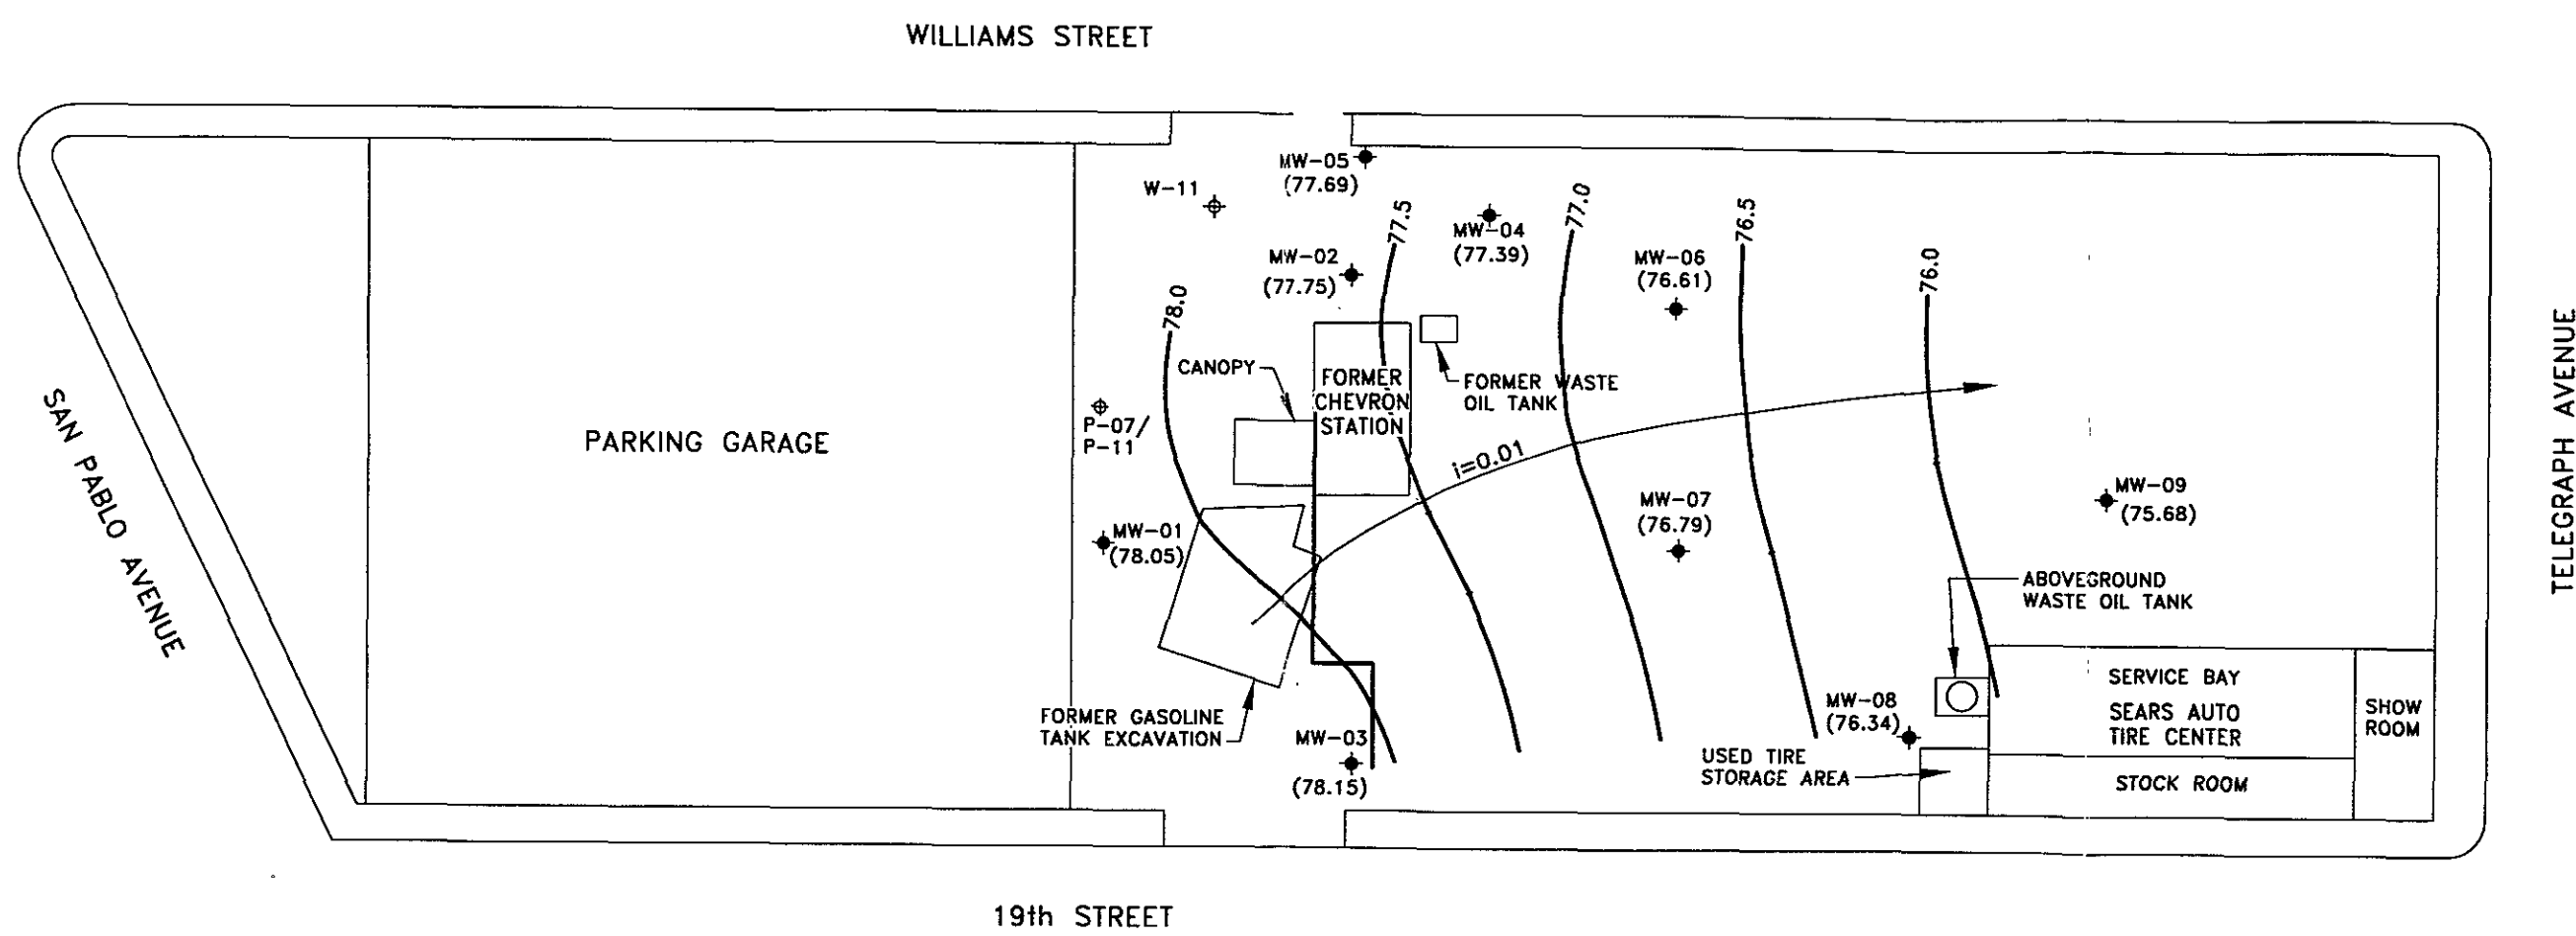 WILLIAMS STREET
MW-05
(77.69)
W-11
77.5
77.0
76.5
76.0
MW-04
(77.39)
MW-02
(77.75)
MW-06
(76.61)
78.0
CANOPY
FORMER
CHEVRON
STATION
FORMER WASTE
OIL TANK
P-07/
P-11
PARKING GARAGE
SAN PABLO AVENUE
TELEGRAPH AVENUE
i=0.01
MW-01
(78.05)
MW-07
(76.79)
MW-09
(75.68)
ABOVEGROUND
WASTE OIL TANK
FORMER GASOLINE
TANK EXCAVATION
MW-03
(78.15)
MW-08
(76.34)
USED TIRE
STORAGE AREA
SERVICE BAY
SEARS AUTO
TIRE CENTER
STOCK ROOM
SHOW
ROOM
19th STREET